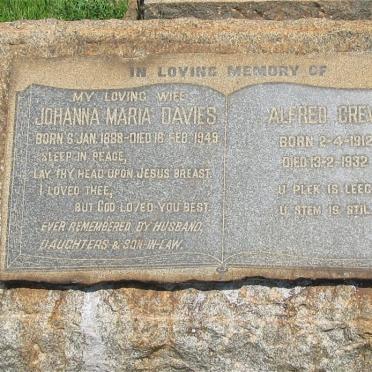 IN LOVING MEMORY OF
MY LOVING WIFE
JOHANNA MARIA DAVIES
BORN 6 JAN. 1888 - DIED 16 FEB. 1949
SLEEP IN PEACE,
LAY THY HEAD UPON JESUS BREAST
I LOVED THEE,
BUT GOD LOVED YOU BEST.
EVER REMEMBERED BY HUSBAND,
DAUGHTERS & SON-IN-LAW.
ALFRED
BORN 2-4-1912
DIED 13-2-1932
U PLEK IS
U STEM IS